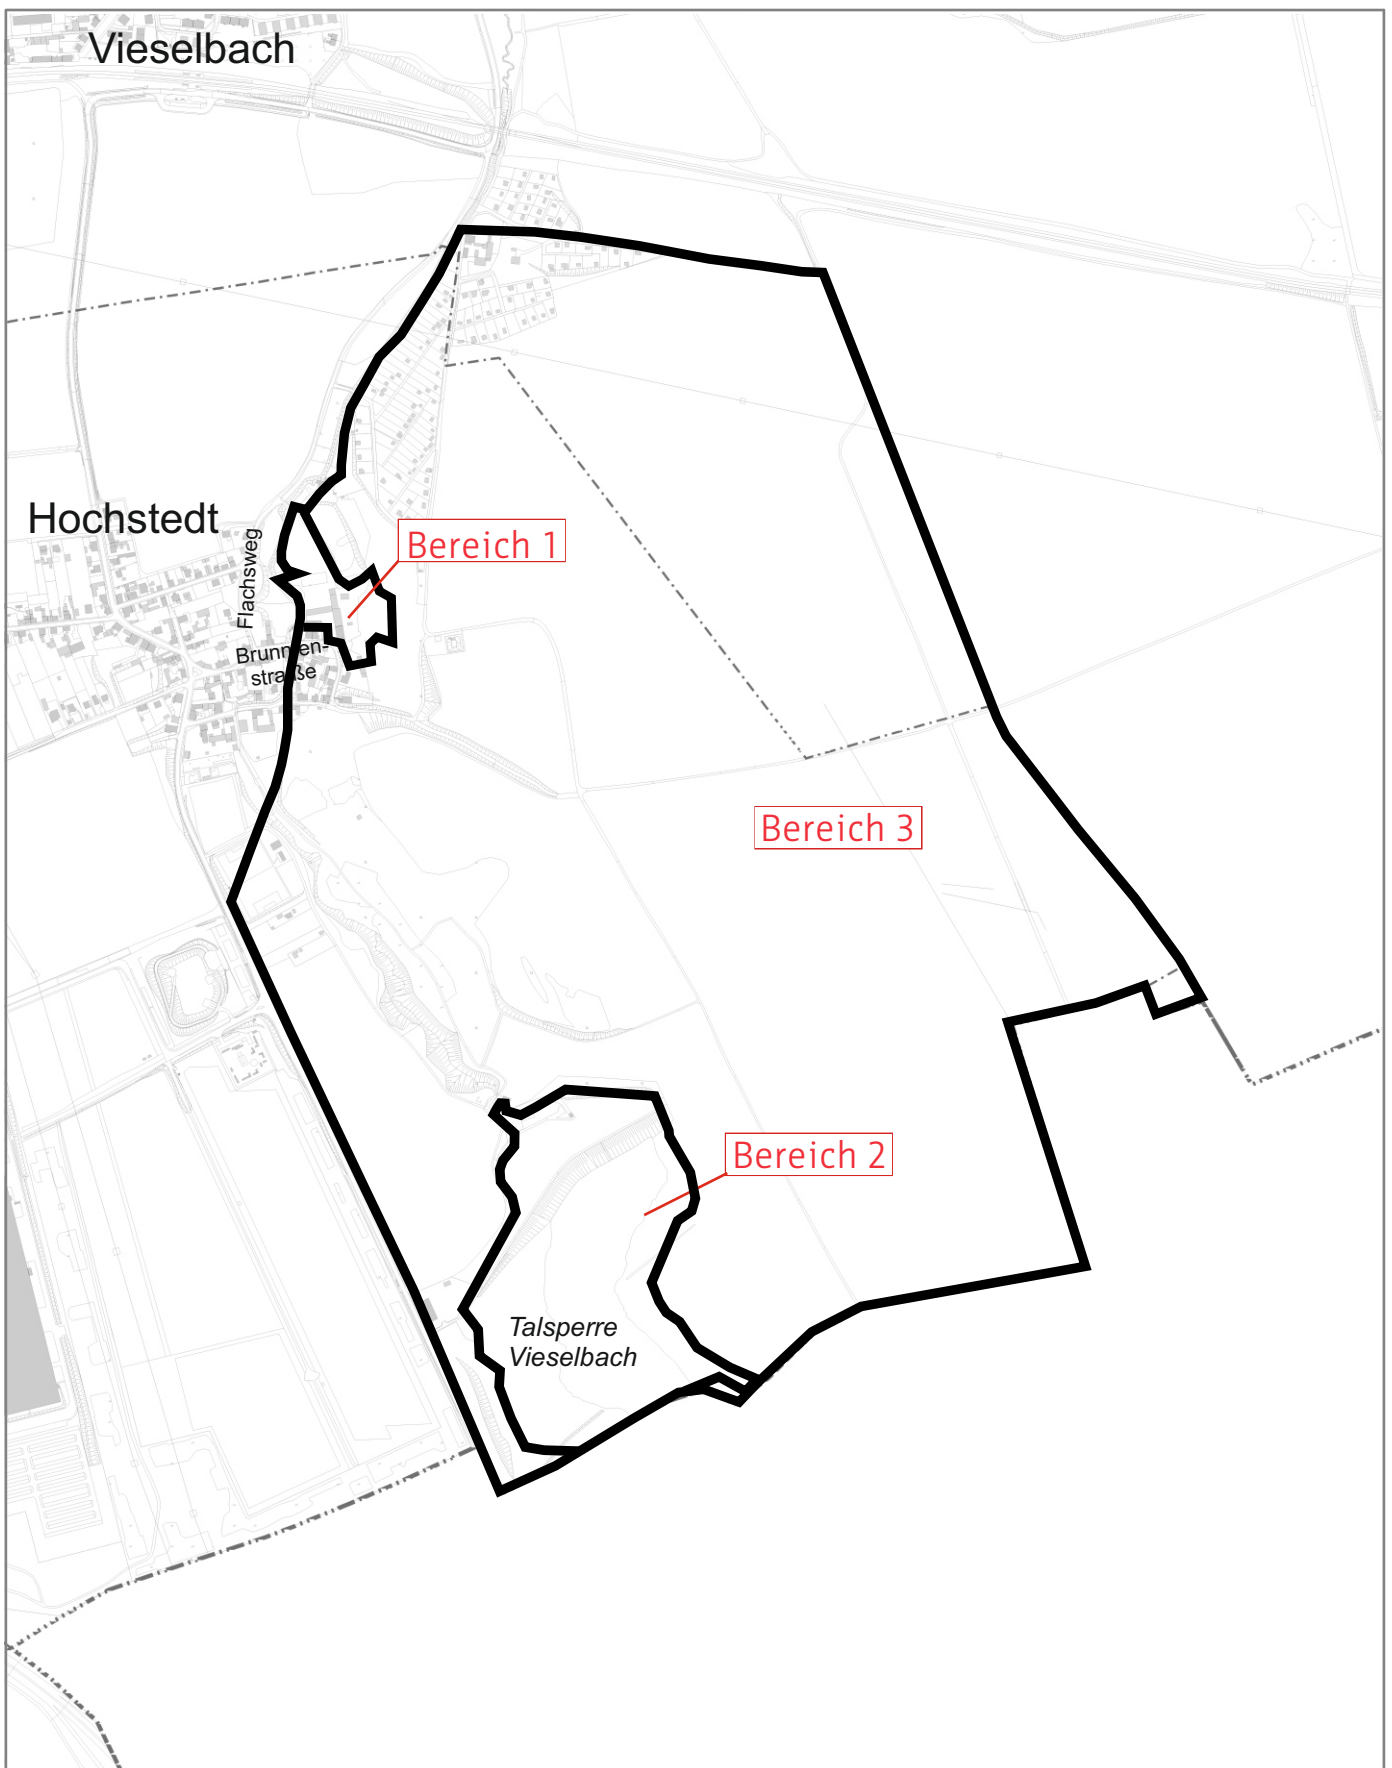 Vieselbach
Hochstedt
Flachsweg
Bereich 1
Brunnen-
straße
Bereich 3
Bereich 2
Talsperre
Vieselbach